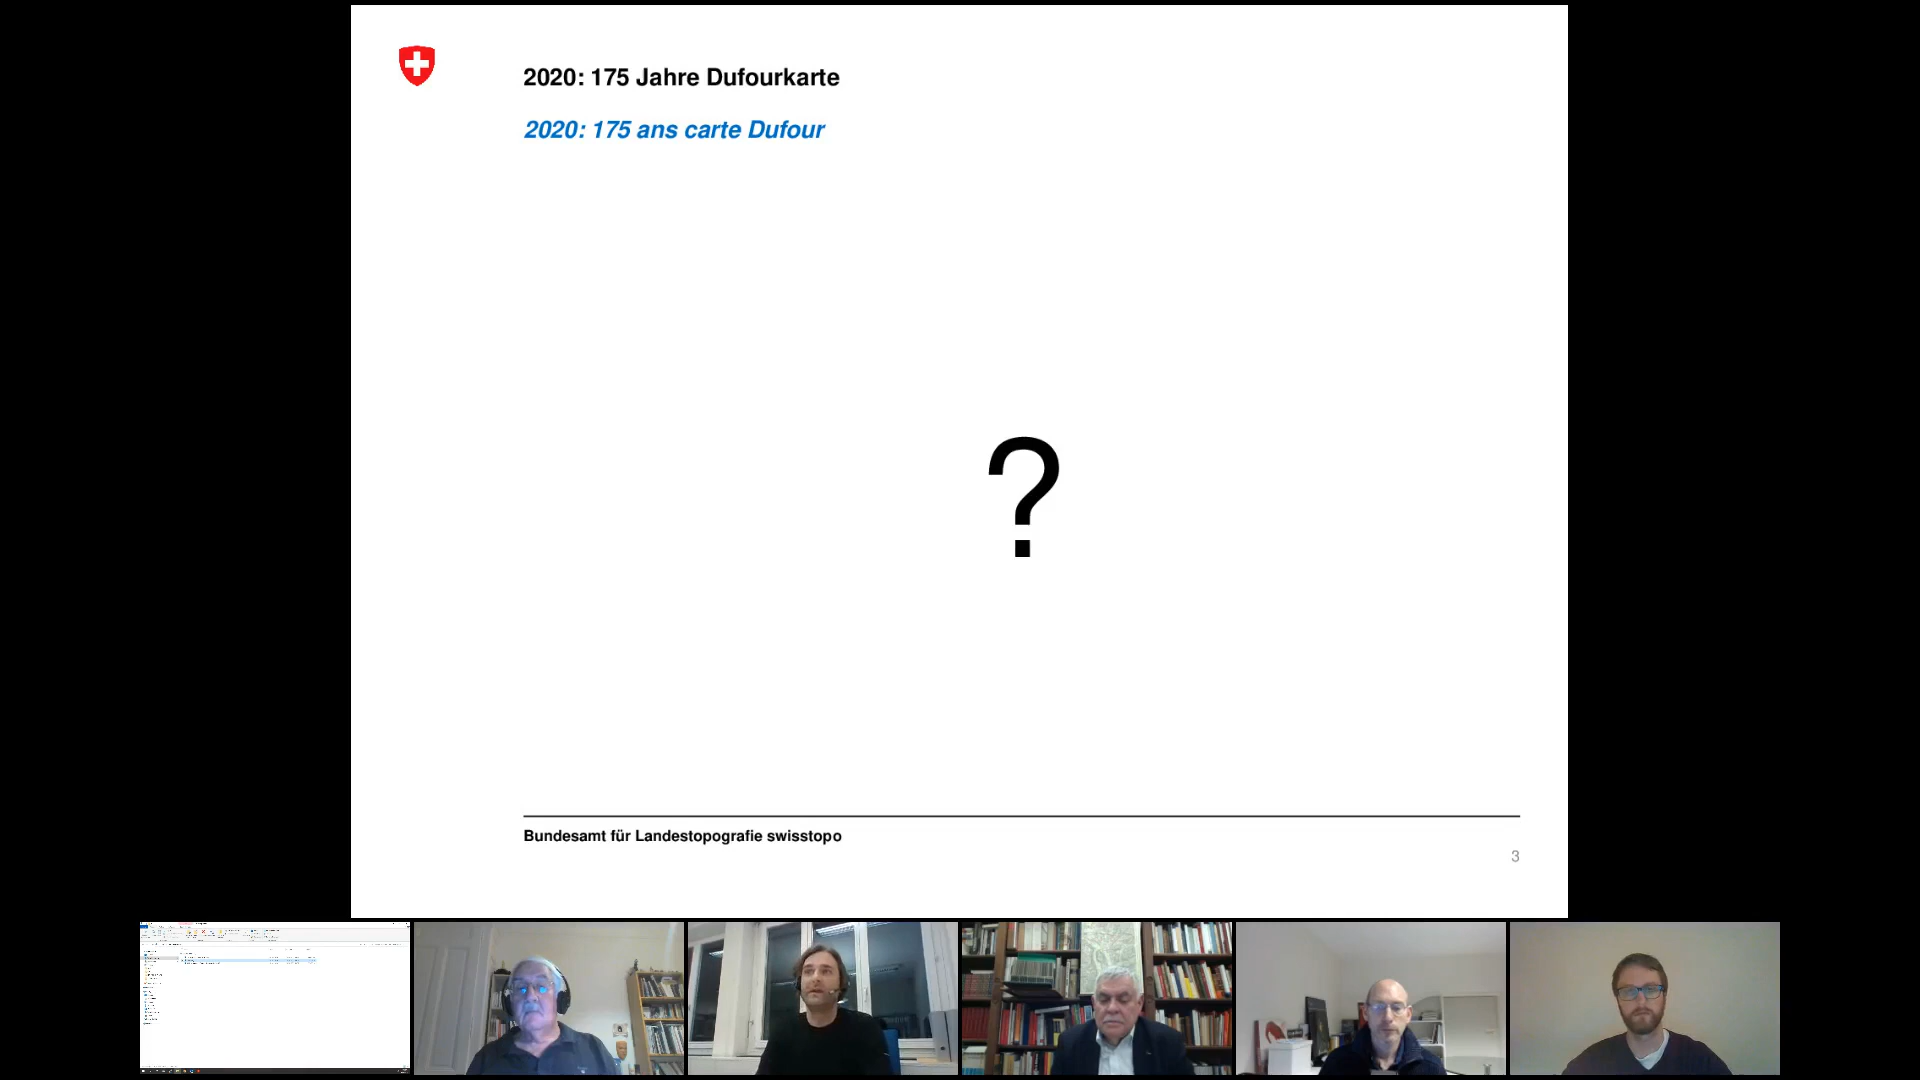 2020: 175 Jahre Dufourkarte
2020: 175 ans carte Dufour
?
Bundesamt für Landestopografie swisstopo
3